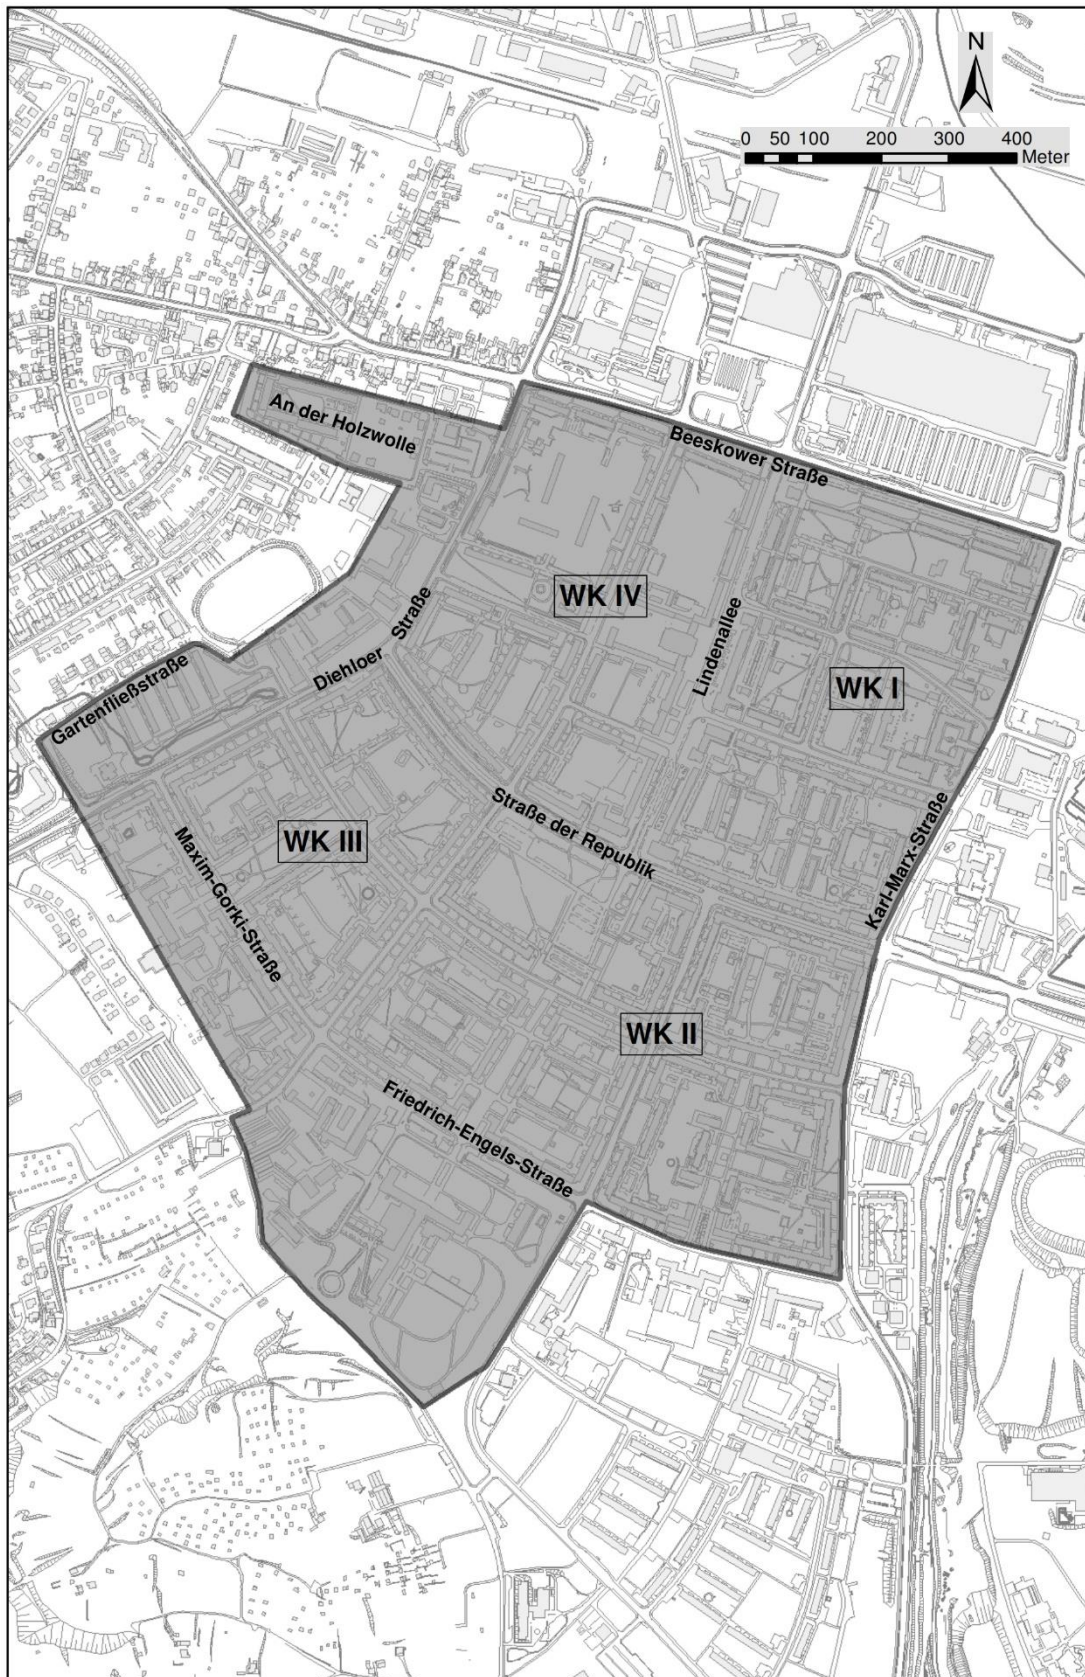 N
0 50 100 200 300 400
Meter
An der Holzwolle
Beeskower Straße
WK IV
Diehloer Straße
Lindenallee
WK I
Gartenfließstraße
Straße der Republik
WK III
Maxim-Gorki-Straße
Karl-Marx-Straße
WK II
Friedrich-Engels-Straße